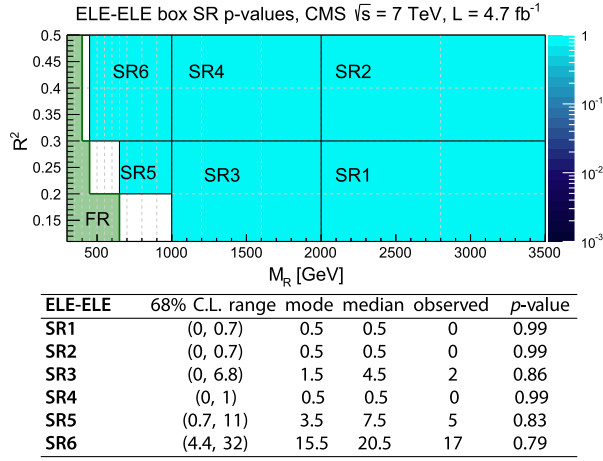 ELE-ELE box SR p-values, CMS √s = 7 TeV, L = 4.7 fb⁻¹
R²
0.5
0.45
0.4
0.35
0.3
0.25
0.2
0.15
SR6 SR4 SR2
SR5 SR3 SR1
FR
500 1000 1500 2000 2500 3000 3500
M_R [GeV]
1
10⁻¹
10⁻²
10⁻³
ELE-ELE 68% C.L. range mode median observed p-value
SR1 (0, 0.7) 0.5 0.5 0 0.99
SR2 (0, 0.7) 0.5 0.5 0 0.99
SR3 (0, 6.8) 1.5 4.5 2 0.86
SR4 (0, 1) 0.5 0.5 0 0.99
SR5 (0.7, 11) 3.5 7.5 5 0.83
SR6 (4.4, 32) 15.5 20.5 17 0.79